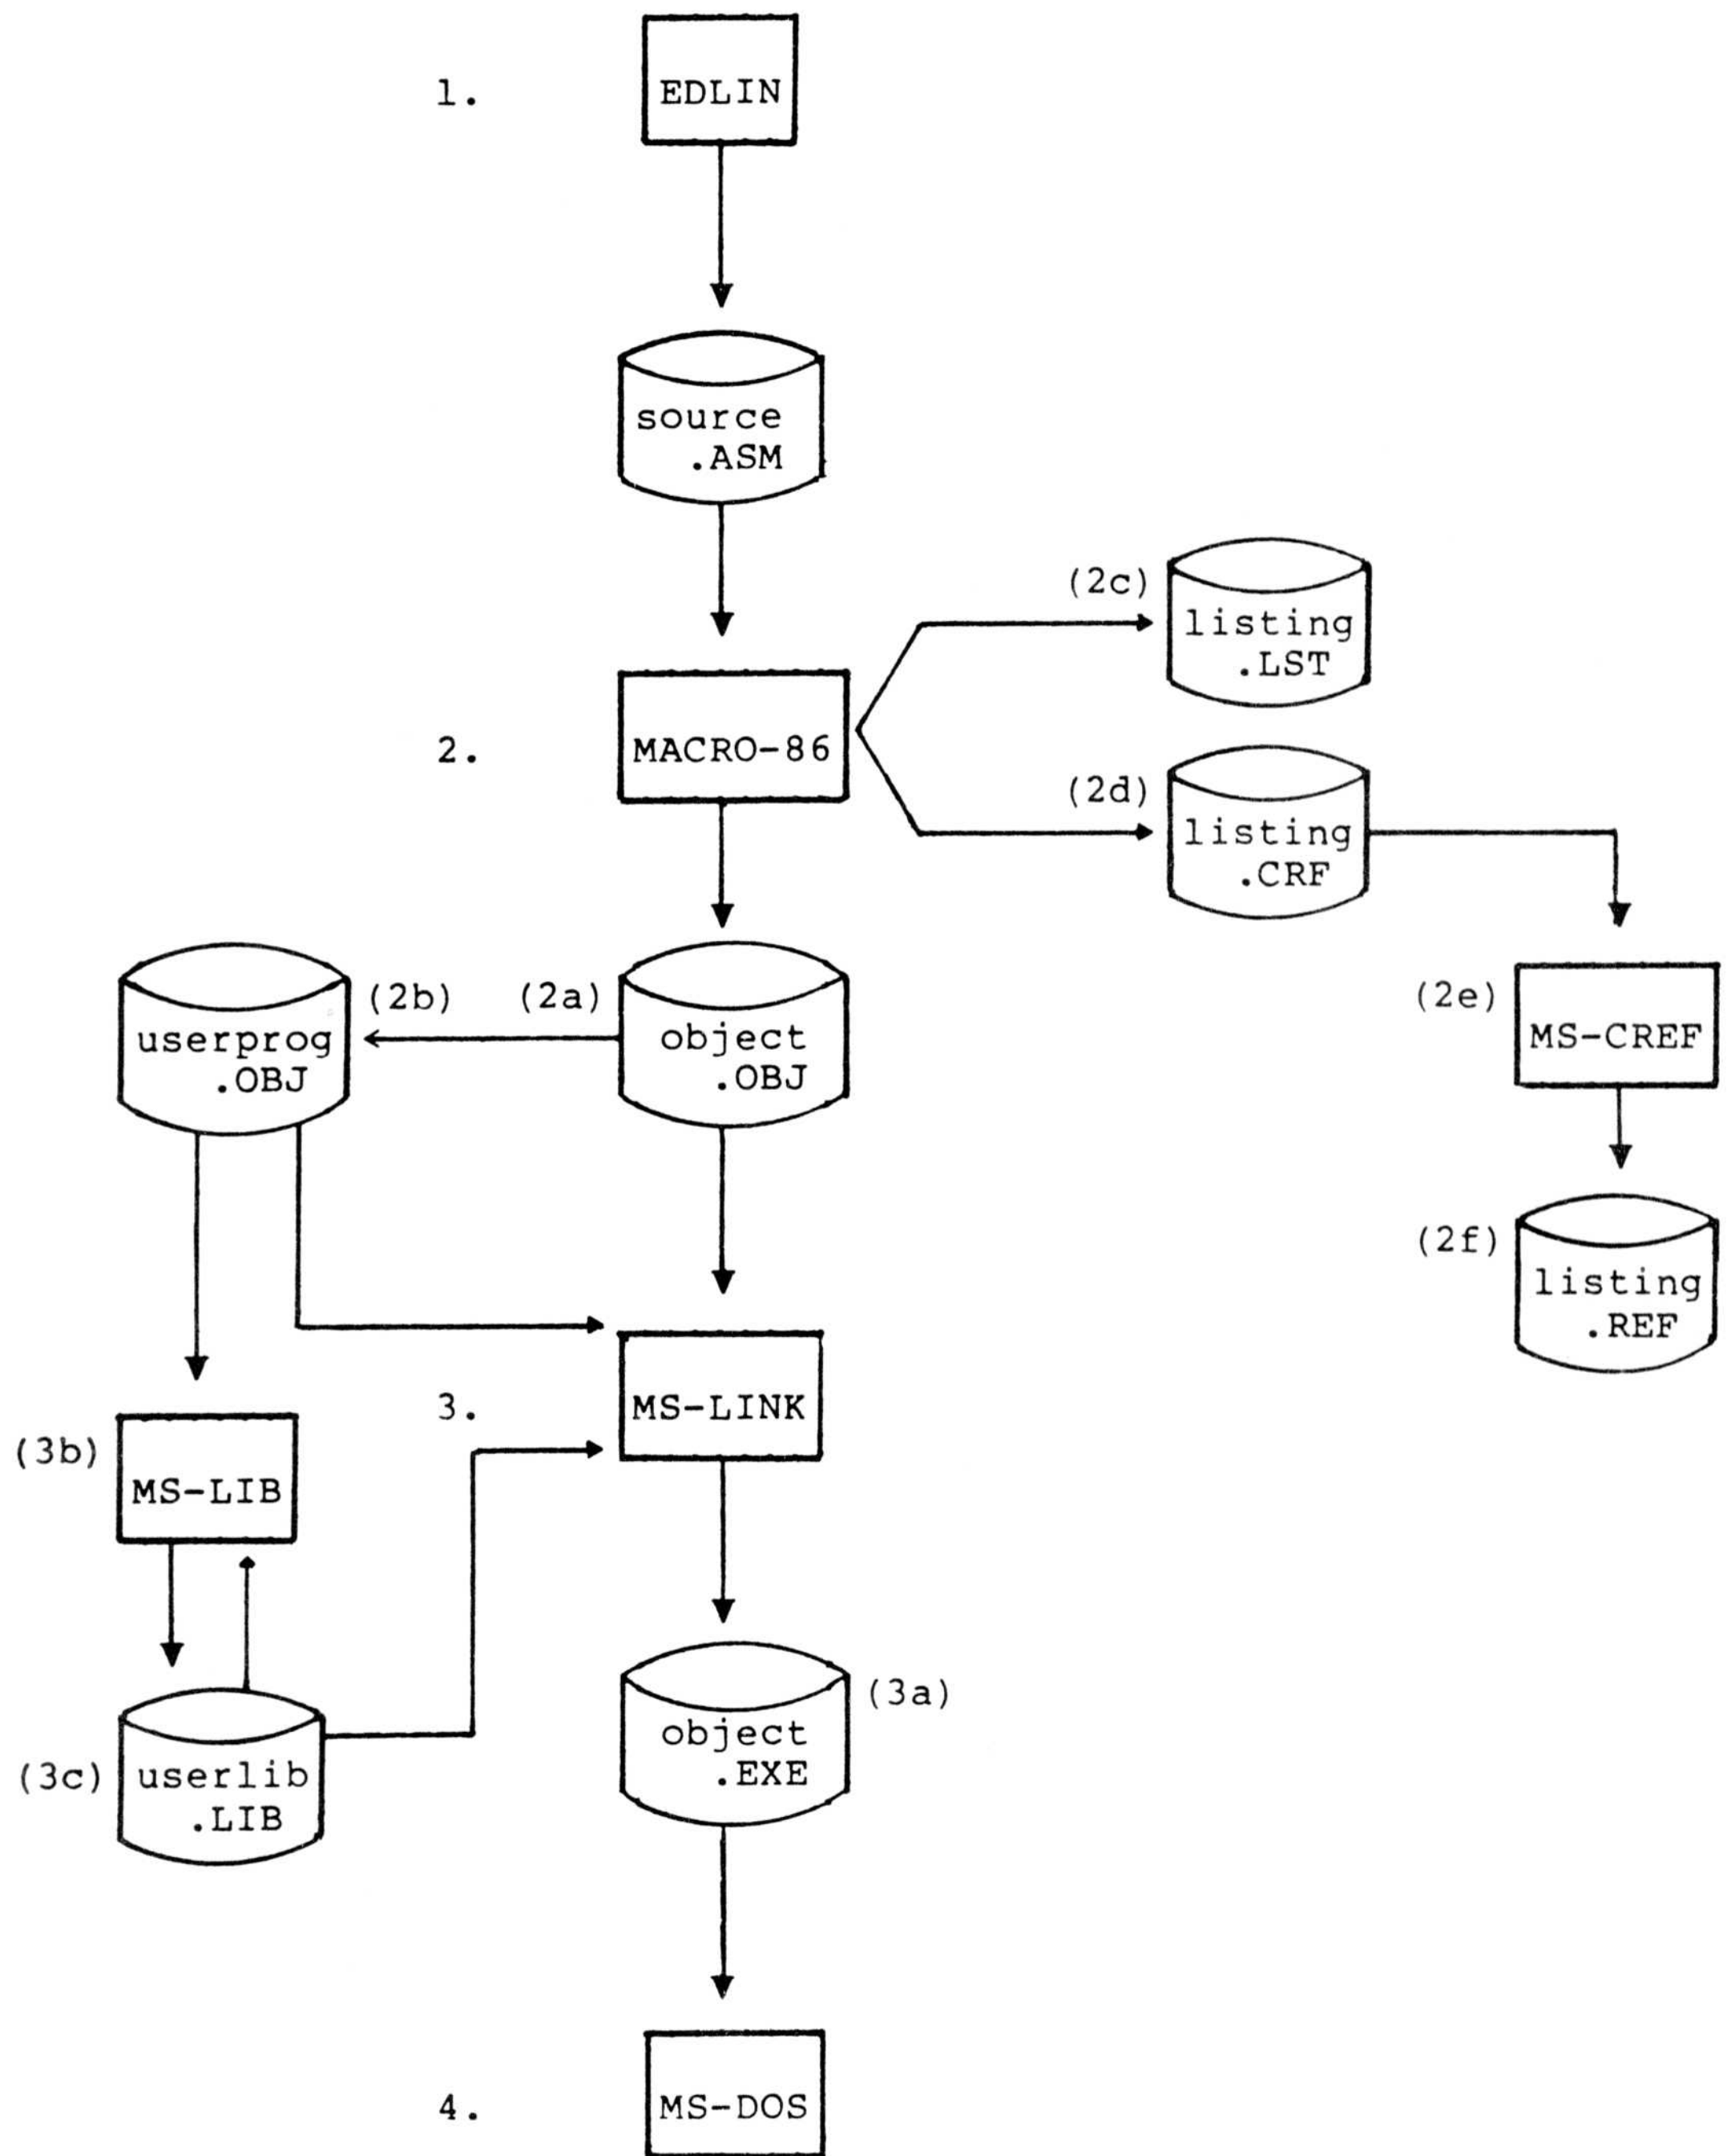 1.
EDLIN
source
.ASM
(2c)
listing
.LST
2.
MACRO-86
(2d)
listing
.CRF
userprog
.OBJ
(2b)
(2a)
object
.OBJ
(2e)
MS-CREF
(2f)
listing
.REF
3.
MS-LINK
(3b)
MS-LIB
(3a)
object
.EXE
(3c)
userlib
.LIB
4.
MS-DOS